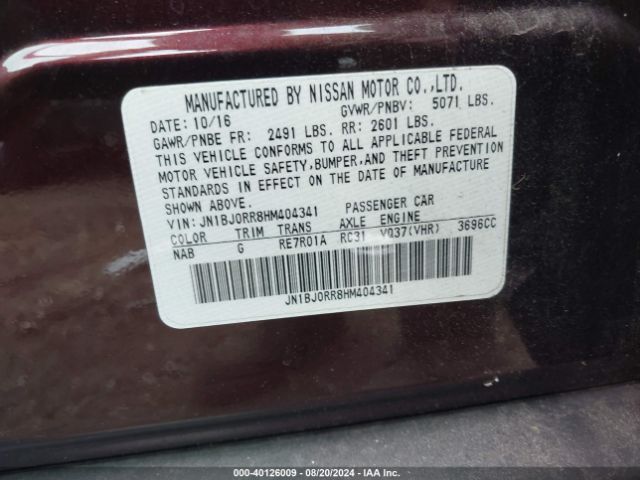 MANUFACTURED BY NISSAN MOTOR CO.,LTD.
DATE: 10/16 GVWR/PNBV: 5071 LBS.
GAWR/PNBE FR: 2491 LBS. RR: 2601 LBS.
THIS VEHICLE CONFORMS TO ALL APPLICABLE FEDERAL
MOTOR VEHICLE SAFETY, BUMPER, AND THEFT PREVENTION
STANDARDS IN EFFECT ON THE DATE OF MANUFACTURE
SHOWN ABOVE.
VIN: JN1BJ0RR8HM404341 PASSENGER CAR
COLOR TRIM TRANS AXLE ENGINE
NAB G RE7R01A RC31 VQ37(VHR) 3696CC
JN1BJ0RR8HM404341
000-40126009 — 08/20/2024 — IAA Inc.